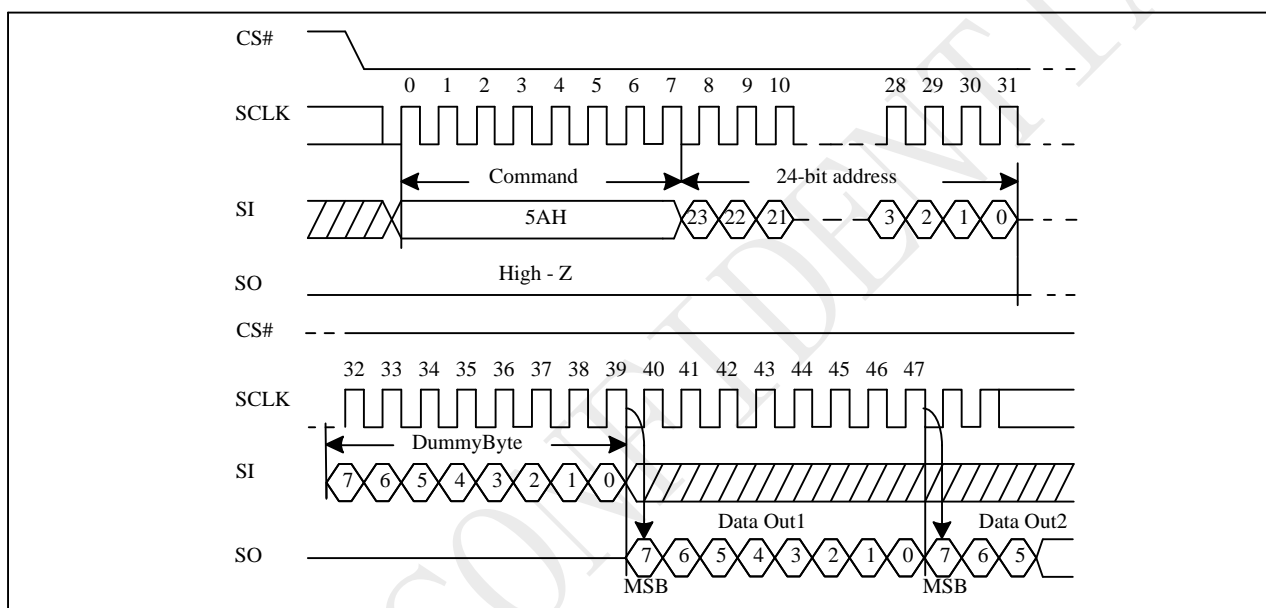 CS#
0 1 2 3 4 5 6 7 8 9 10 28 29 30 31
SCLK
Command 24-bit address
SI 5AH 23 22 21 3 2 1 0
High - Z
SO
CS#
32 33 34 35 36 37 38 39 40 41 42 43 44 45 46 47
SCLK
DummyByte
SI 7 6 5 4 3 2 1 0
Data Out1 Data Out2
SO 7 6 5 4 3 2 1 0 7 6 5
MSB MSB